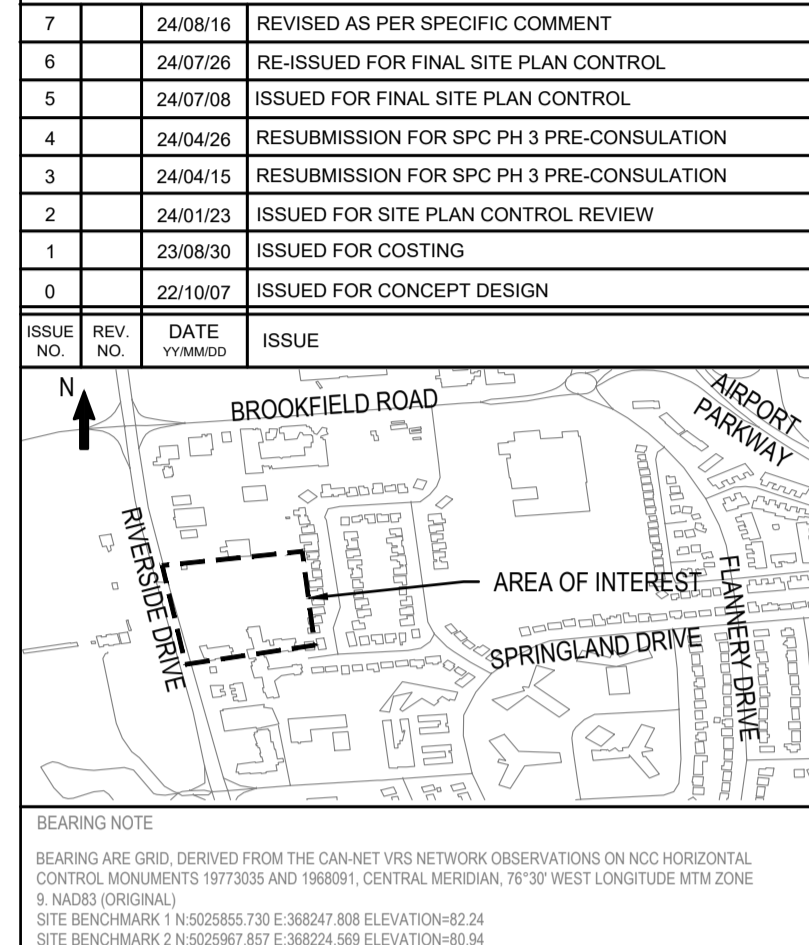 7 24/08/16 REVISED AS PER SPECIFIC COMMENT
6 24/07/26 RE-ISSUED FOR FINAL SITE PLAN CONTROL
5 24/07/08 ISSUED FOR FINAL SITE PLAN CONTROL
4 24/04/26 RESUBMISSION FOR SPC PH 3 PRE-CONSULATION
3 24/04/15 RESUBMISSION FOR SPC PH 3 PRE-CONSULATION
2 24/01/23 ISSUED FOR SITE PLAN CONTROL REVIEW
1 23/08/30 ISSUED FOR COSTING
0 22/10/07 ISSUED FOR CONCEPT DESIGN
ISSUE NO. REV. NO. DATE YY/MM/DD ISSUE
N
BROOKFIELD ROAD
AIRPORT
PARKWAY
RIVERSIDE DRIVE
AREA OF INTEREST
FLANNERY DRIVE
SPRINGLAND DRIVE
BEARING NOTE
BEARING ARE GRID, DERIVED FROM THE CAN-NET VRS NETWORK OBSERVATIONS ON NCC HORIZONTAL
CONTROL MONUMENTS 19773035 AND 1968091, CENTRAL MERIDIAN, 76°30' WEST LONGITUDE MTM ZONE
9. NAD83 (ORIGINAL)
SITE BENCHMARK 1 N:5025855.730 E:368247.808 ELEVATION=82.24
SITE BENCHMARK 2 N:5025967.857 E:368224.569 ELEVATION=80.94